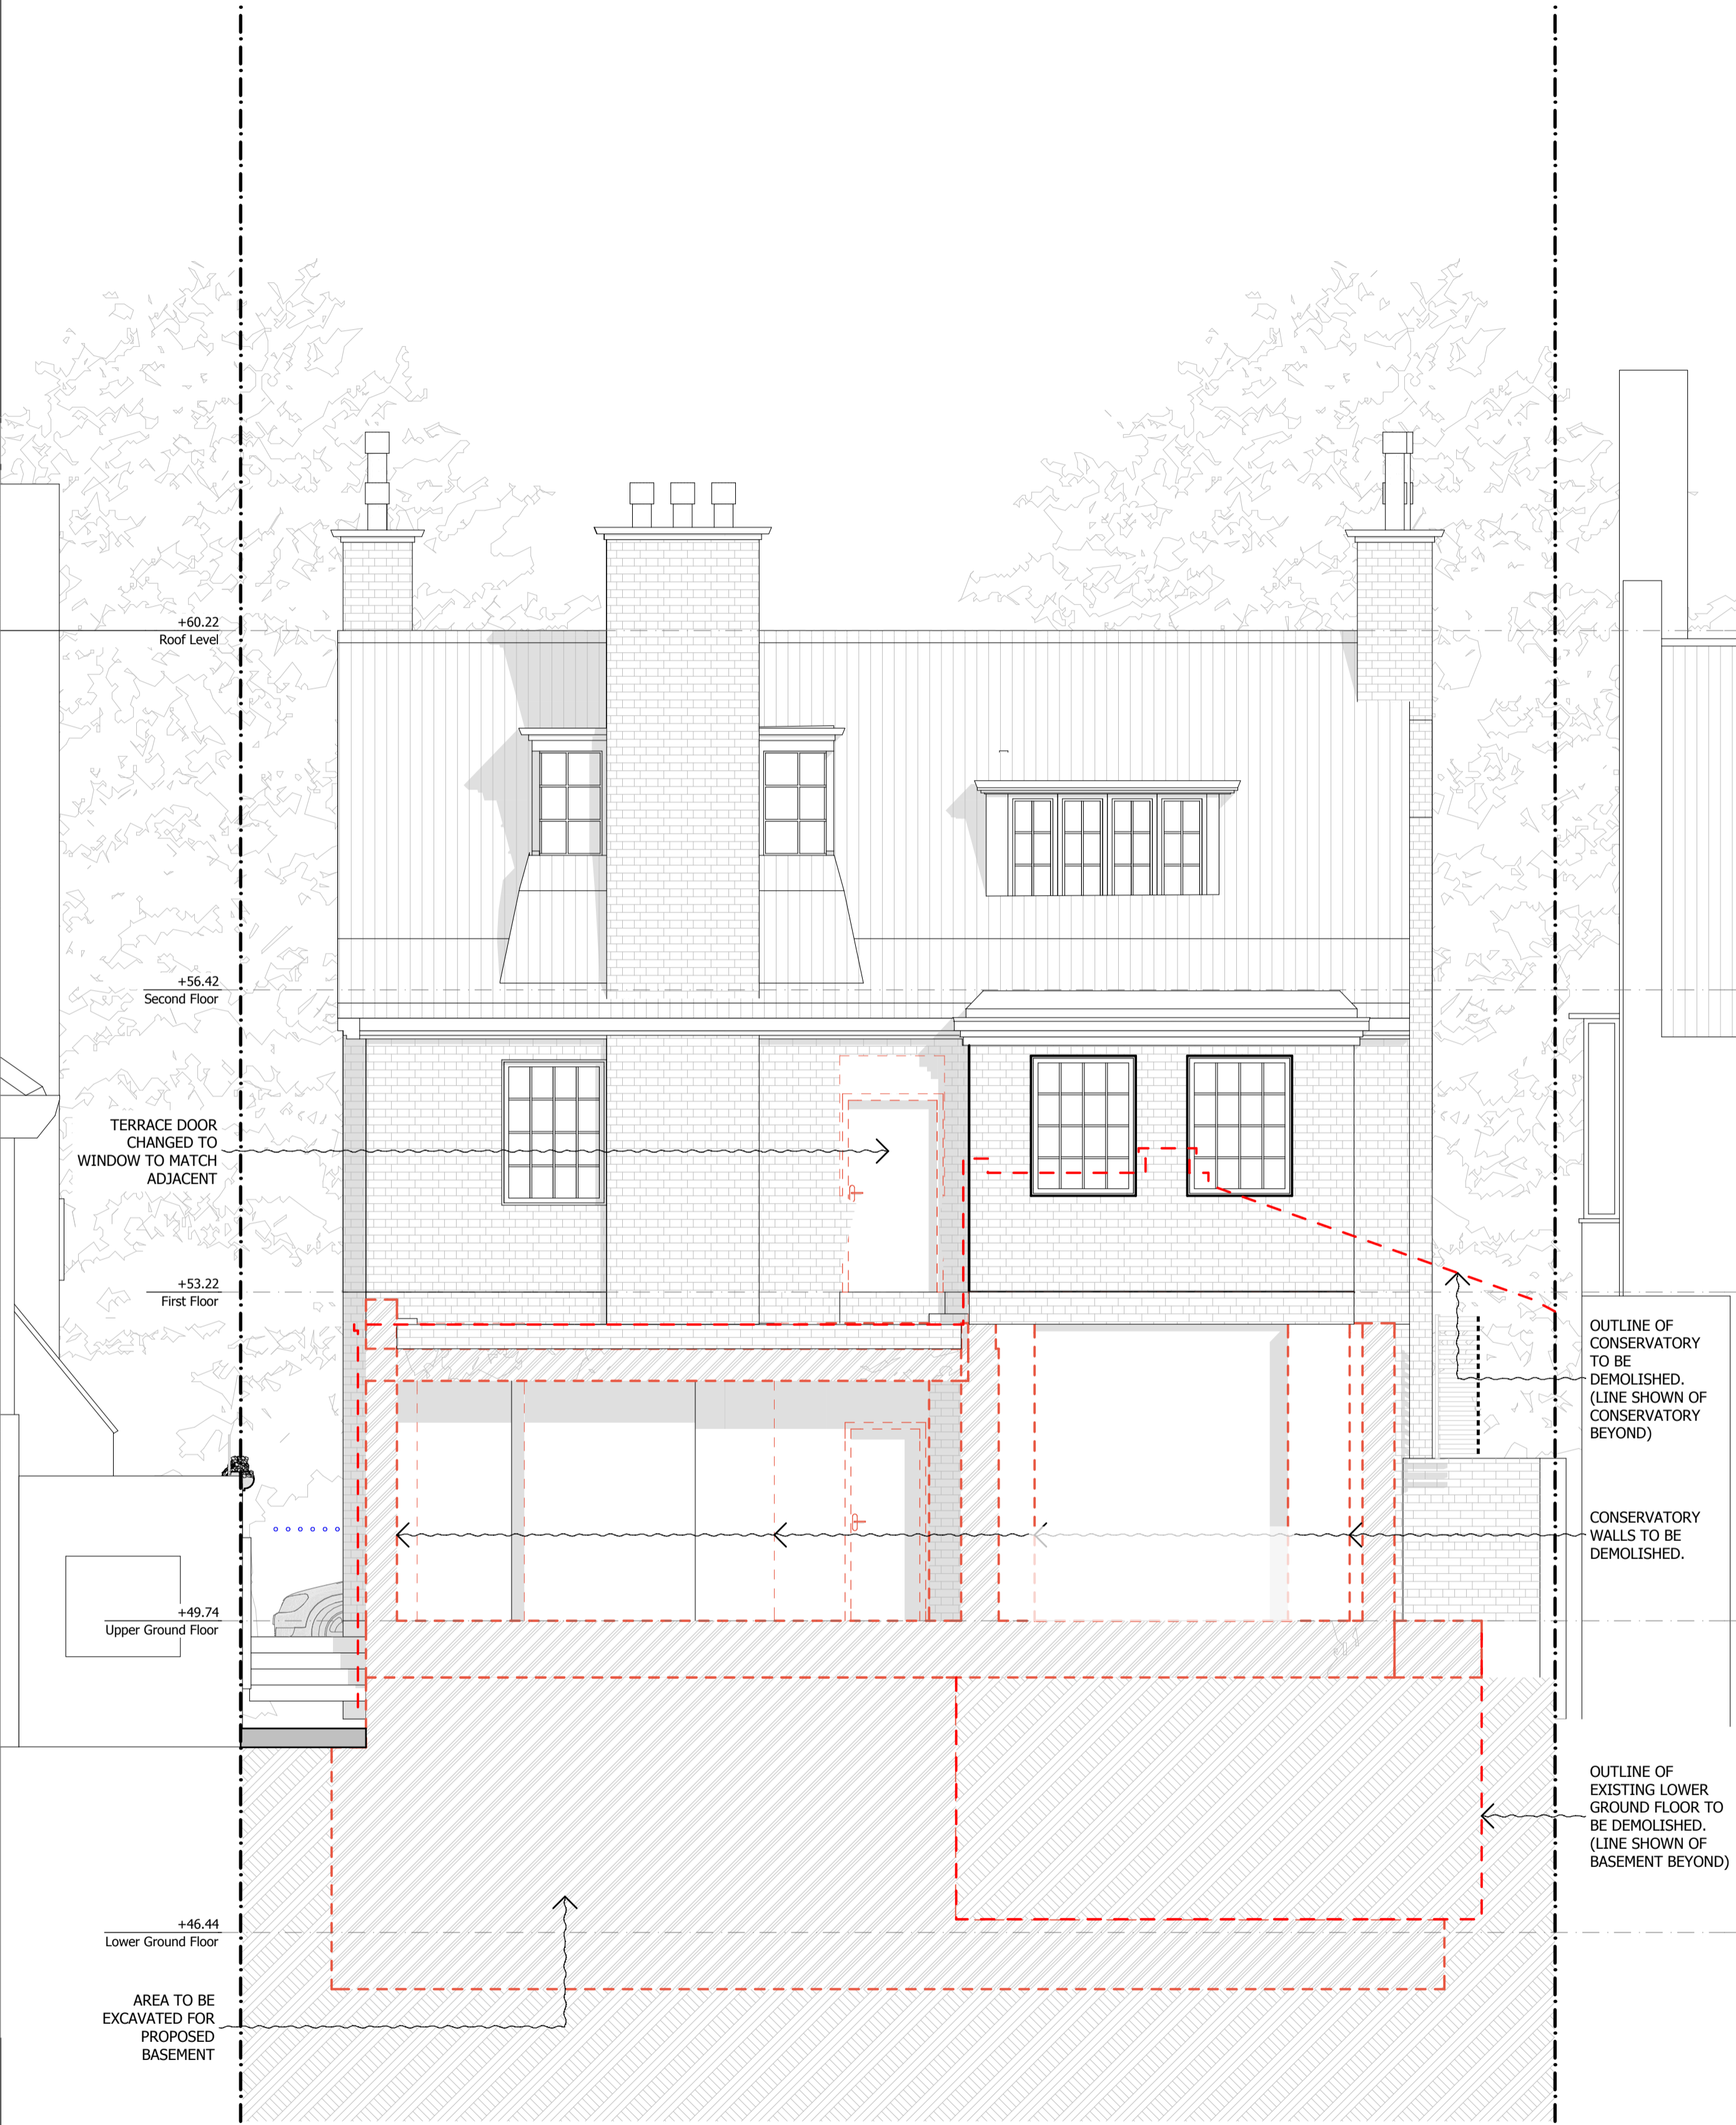 +60.22
Roof Level
+56.42
Second Floor
TERRACE DOOR
CHANGED TO
WINDOW TO MATCH
ADJACENT
+53.22
First Floor
OUTLINE OF
CONSERVATORY
TO BE
DEMOLISHED.
(LINE SHOWN OF
CONSERVATORY
BEYOND)
CONSERVATORY
WALLS TO BE
DEMOLISHED.
+49.74
Upper Ground Floor
OUTLINE OF
EXISTING LOWER
GROUND FLOOR TO
BE DEMOLISHED.
(LINE SHOWN OF
BASEMENT BEYOND)
+46.44
Lower Ground Floor
AREA TO BE
EXCAVATED FOR
PROPOSED
BASEMENT